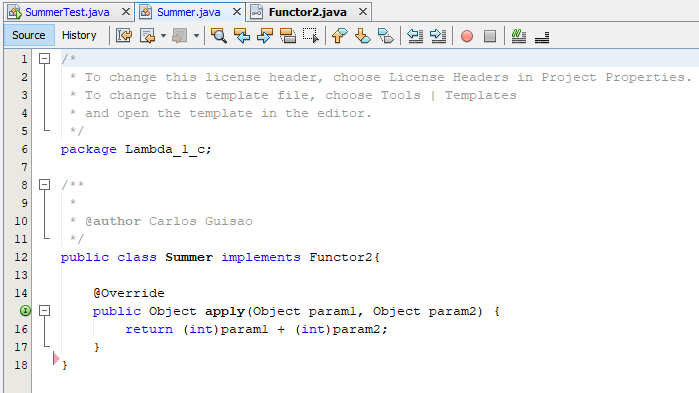 SummerTest.java Summer.java Functor2.java
Source History
1 /*
2 * To change this license header, choose License Headers in Project Properties.
3 * To change this template file, choose Tools | Templates
4 * and open the template in the editor.
5 */
6 package Lambda_1_c;
7
8 /**
9 *
10 * @author Carlos Guisao
11 */
12 public class Summer implements Functor2{
13
14 @Override
public Object apply(Object param1, Object param2) {
16 return (int)param1 + (int)param2;
17 }
18 }